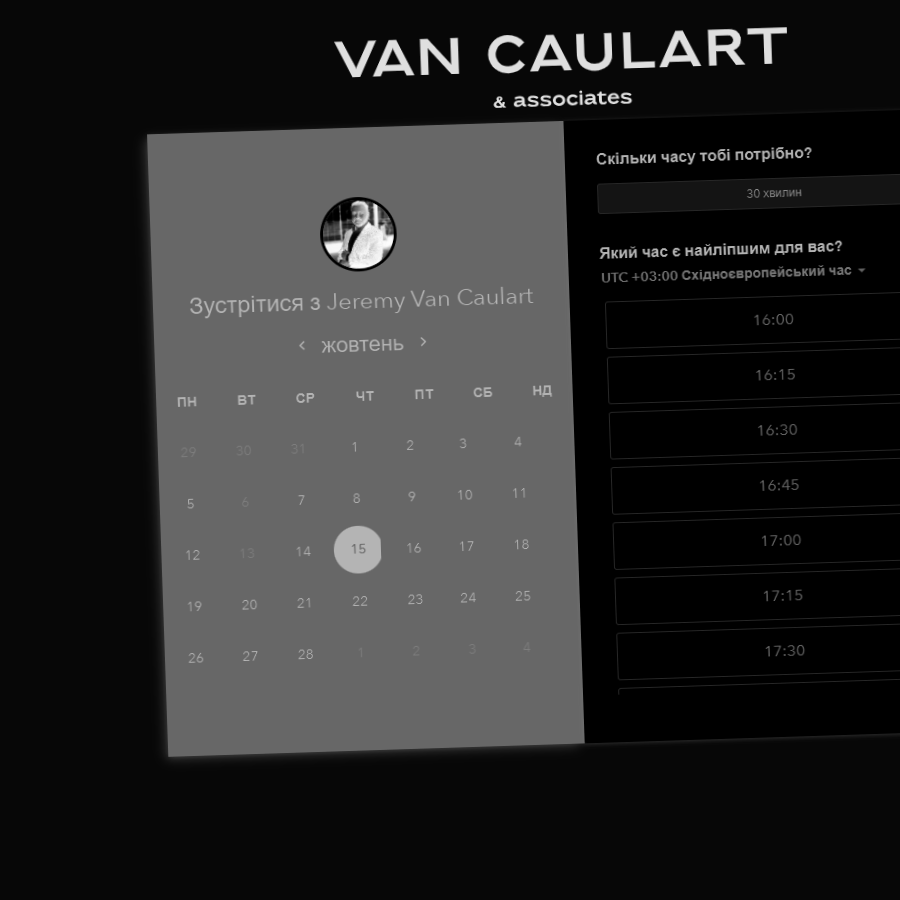 VAN CAULART
& associates
Зустрітися з Jeremy Van Caulart
жовтень
ПН ВТ СР ЧТ ПТ СБ НД
29 30 31 1 2 3 4
5 6 7 8 9 10 11
12 13 14 15 16 17 18
19 20 21 22 23 24 25
26 27 28 1 2 3 4
Скільки часу тобі потрібно?
30 хвилин
Який час є найліпшим для вас?
UTC +03:00 Східноєвропейський час
16:00
16:15
16:30
16:45
17:00
17:15
17:30